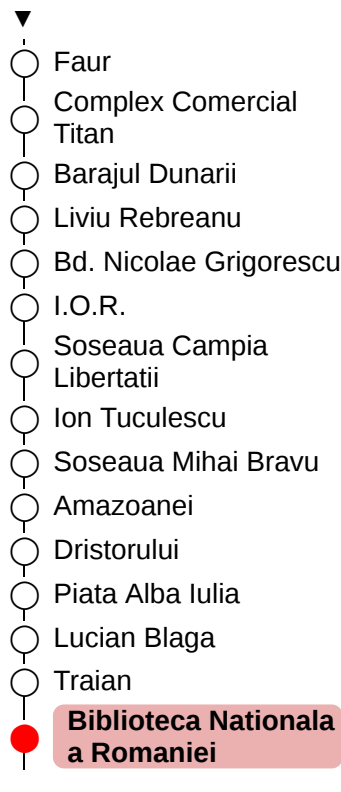 Faur
Complex Comercial
Titan
Barajul Dunarii
Liviu Rebreanu
Bd. Nicolae Grigorescu
I.O.R.
Soseaua Campia
Libertatii
Ion Tuculescu
Soseaua Mihai Bravu
Amazoanei
Dristorului
Piata Alba Iulia
Lucian Blaga
Traian
Biblioteca Nationala
a Romaniei